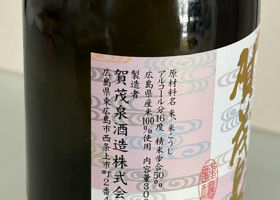 賀茂
原材料名 米、米こうじ
アルコール分16度 精米歩合50%
広島県産米100%使用 内容量30
製造者
賀茂泉酒造株式会
広島県東広島市西条上市町2番4